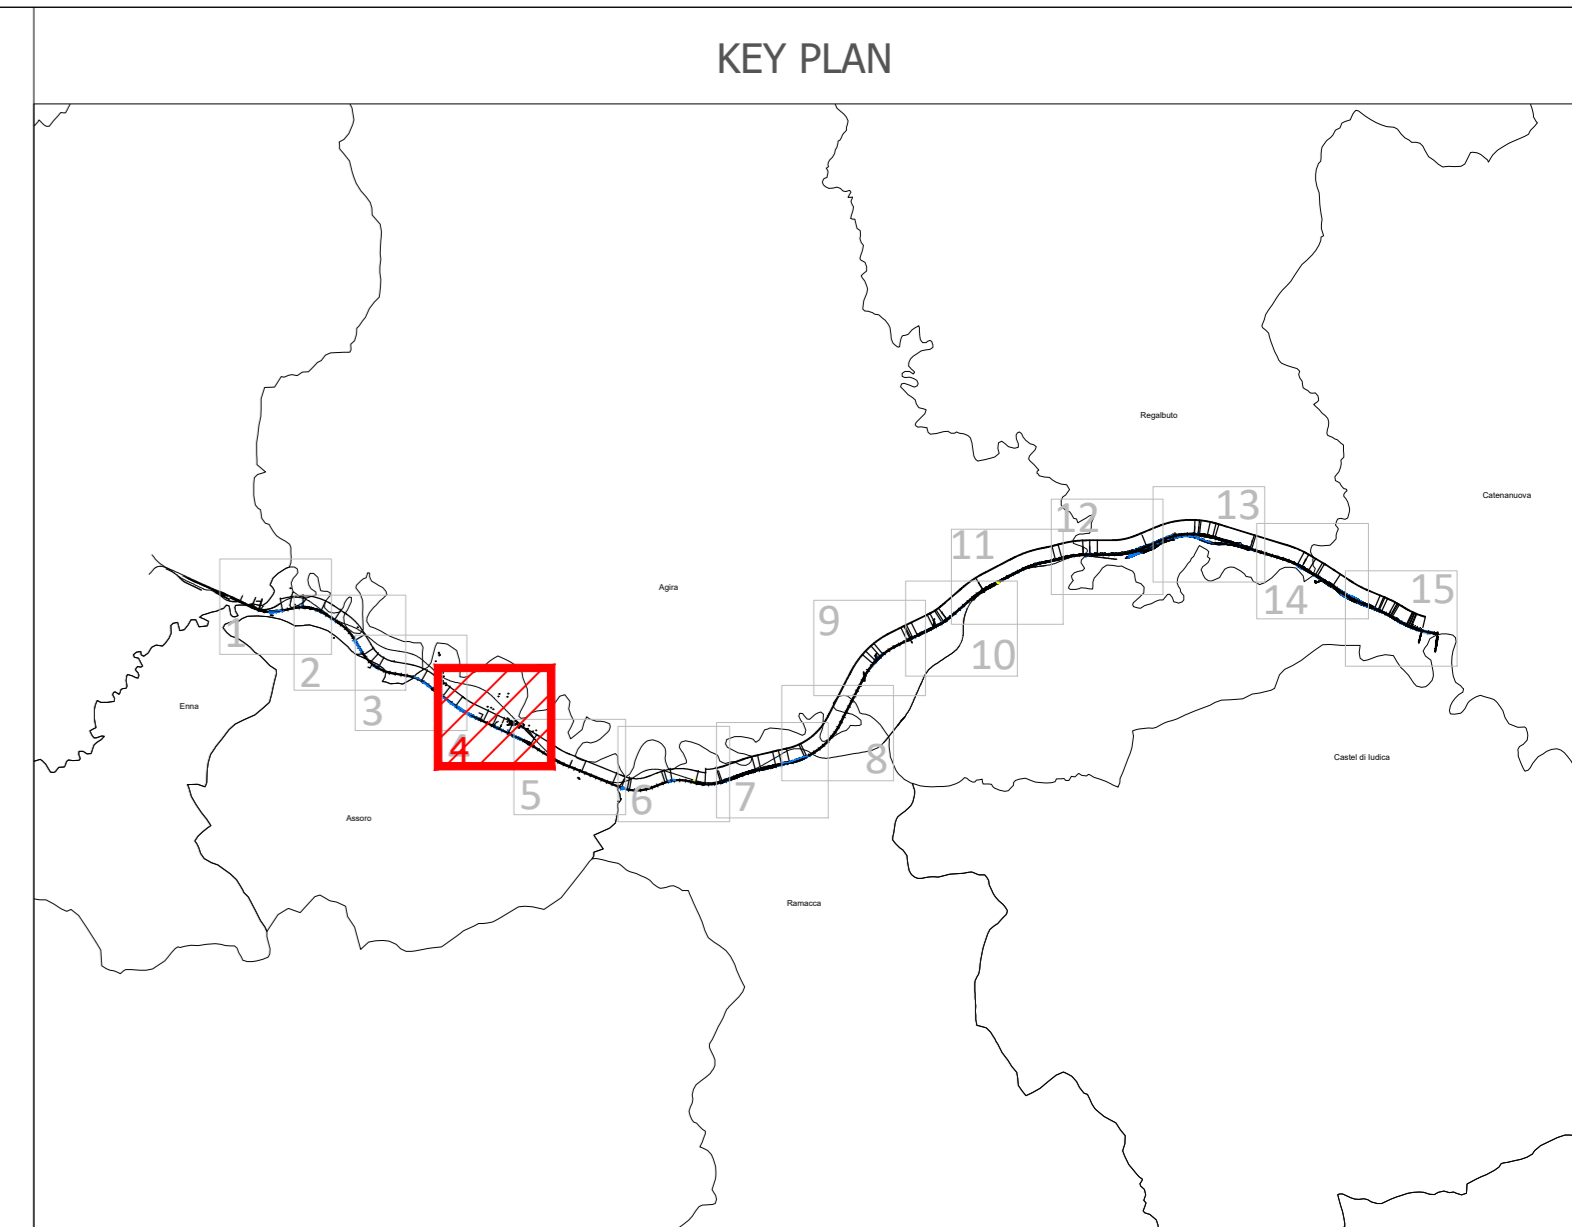 KEY PLAN
Regalbuto
Catenanuova
13
12
11
Agira
15
14
9
1
10
2
Enna
3
4
8
Castel di Iudica
5
6
7
Assoro
Ramacca